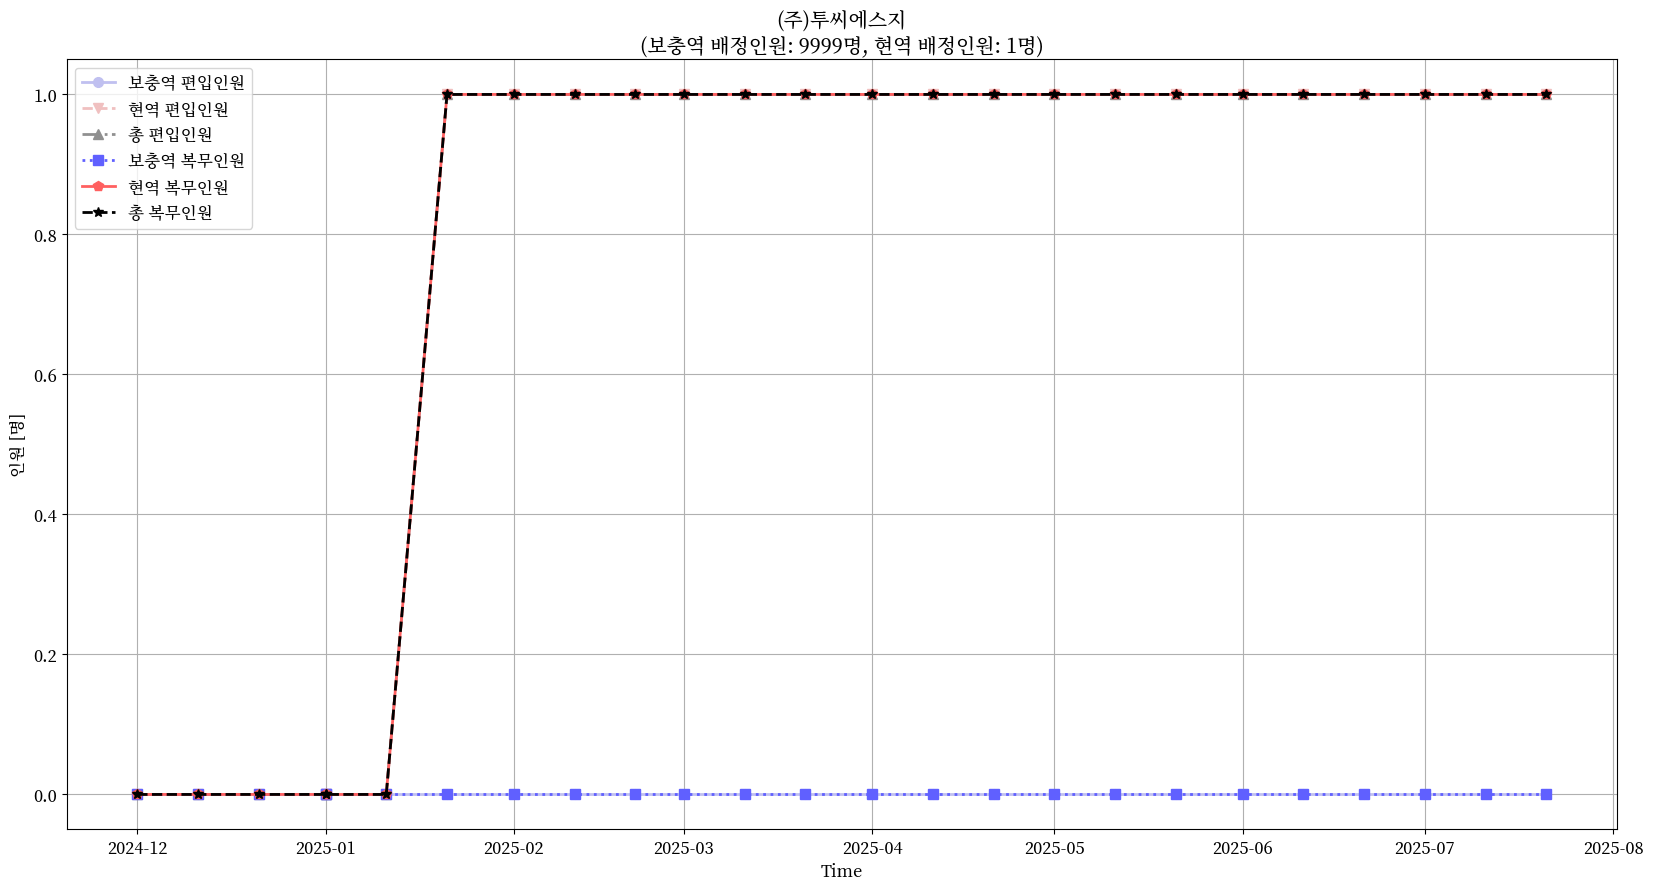 (주)투씨에스지
(보충역 배정인원: 9999명, 현역 배정인원: 1명)
보충역 편입인원
현역 편입인원
총 편입인원
보충역 복무인원
현역 복무인원
총 복무인원
1.0
0.8
0.6
0.4
0.2
0.0
인원 [명]
2024-12
2025-01
2025-02
2025-03
2025-04
2025-05
2025-06
2025-07
2025-08
Time